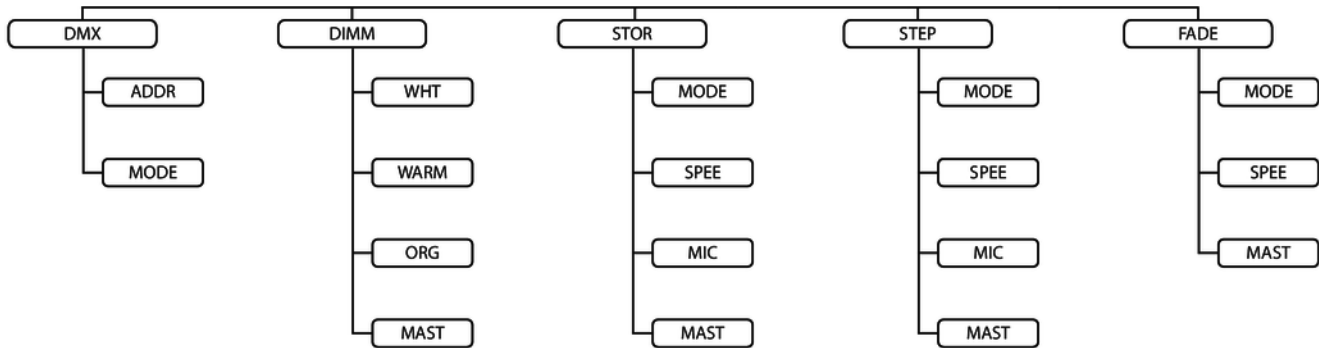 DMX
DIMM
STOR
STEP
FADE
ADDR
WHT
MODE
MODE
MODE
MODE
WARM
SPEE
SPEE
SPEE
ORG
MIC
MIC
MAST
MAST
MAST
MAST